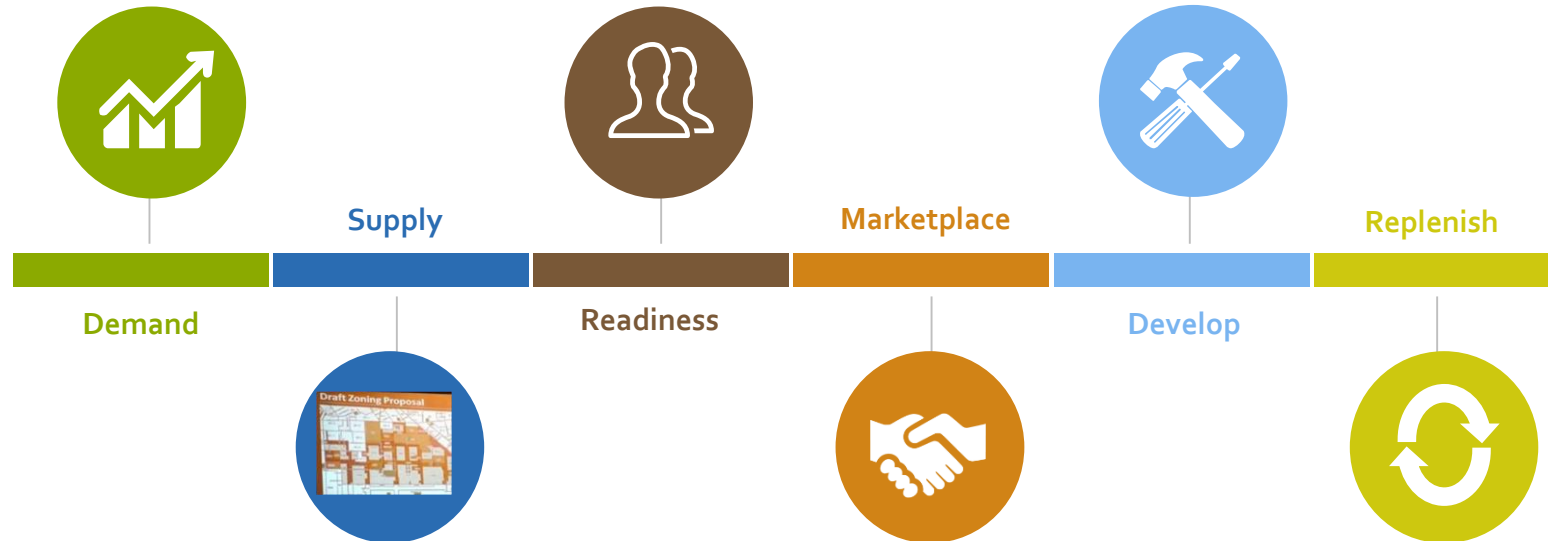 Supply
Marketplace
Replenish
Demand
Readiness
Develop
Draft Zoning Proposal